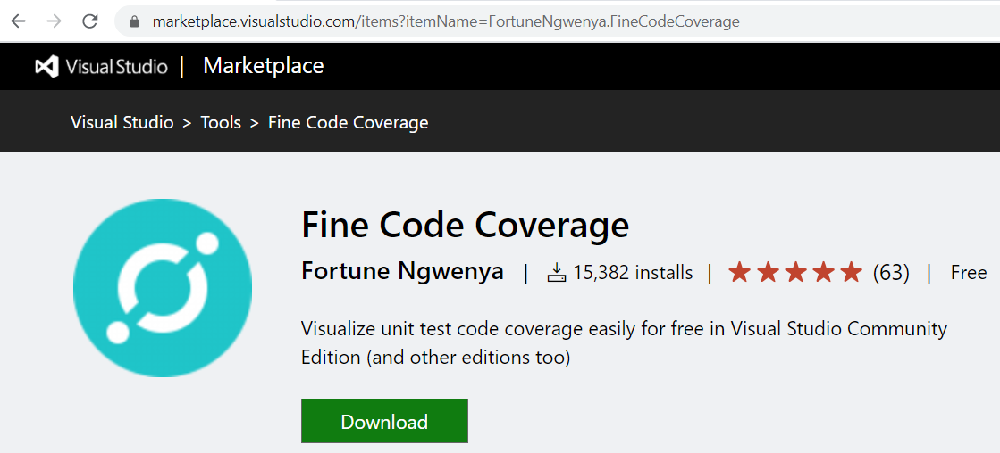 marketplace.visualstudio.com/items?itemName=FortuneNgwenya.FineCodeCoverage
Visual Studio | Marketplace
Visual Studio > Tools > Fine Code Coverage
Fine Code Coverage
Fortune Ngwenya | 15,382 installs | ★★★★★ (63) | Free
Visualize unit test code coverage easily for free in Visual Studio Community
Edition (and other editions too)
Download